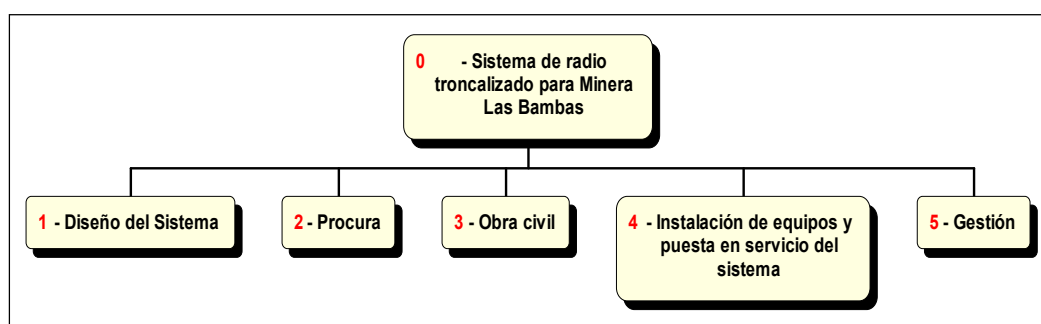 0 - Sistema de radio
troncalizado para Minera
Las Bambas
1 - Diseño del Sistema
2 - Procura
3 - Obra civil
4 - Instalación de equipos y
puesta en servicio del
sistema
5 - Gestión